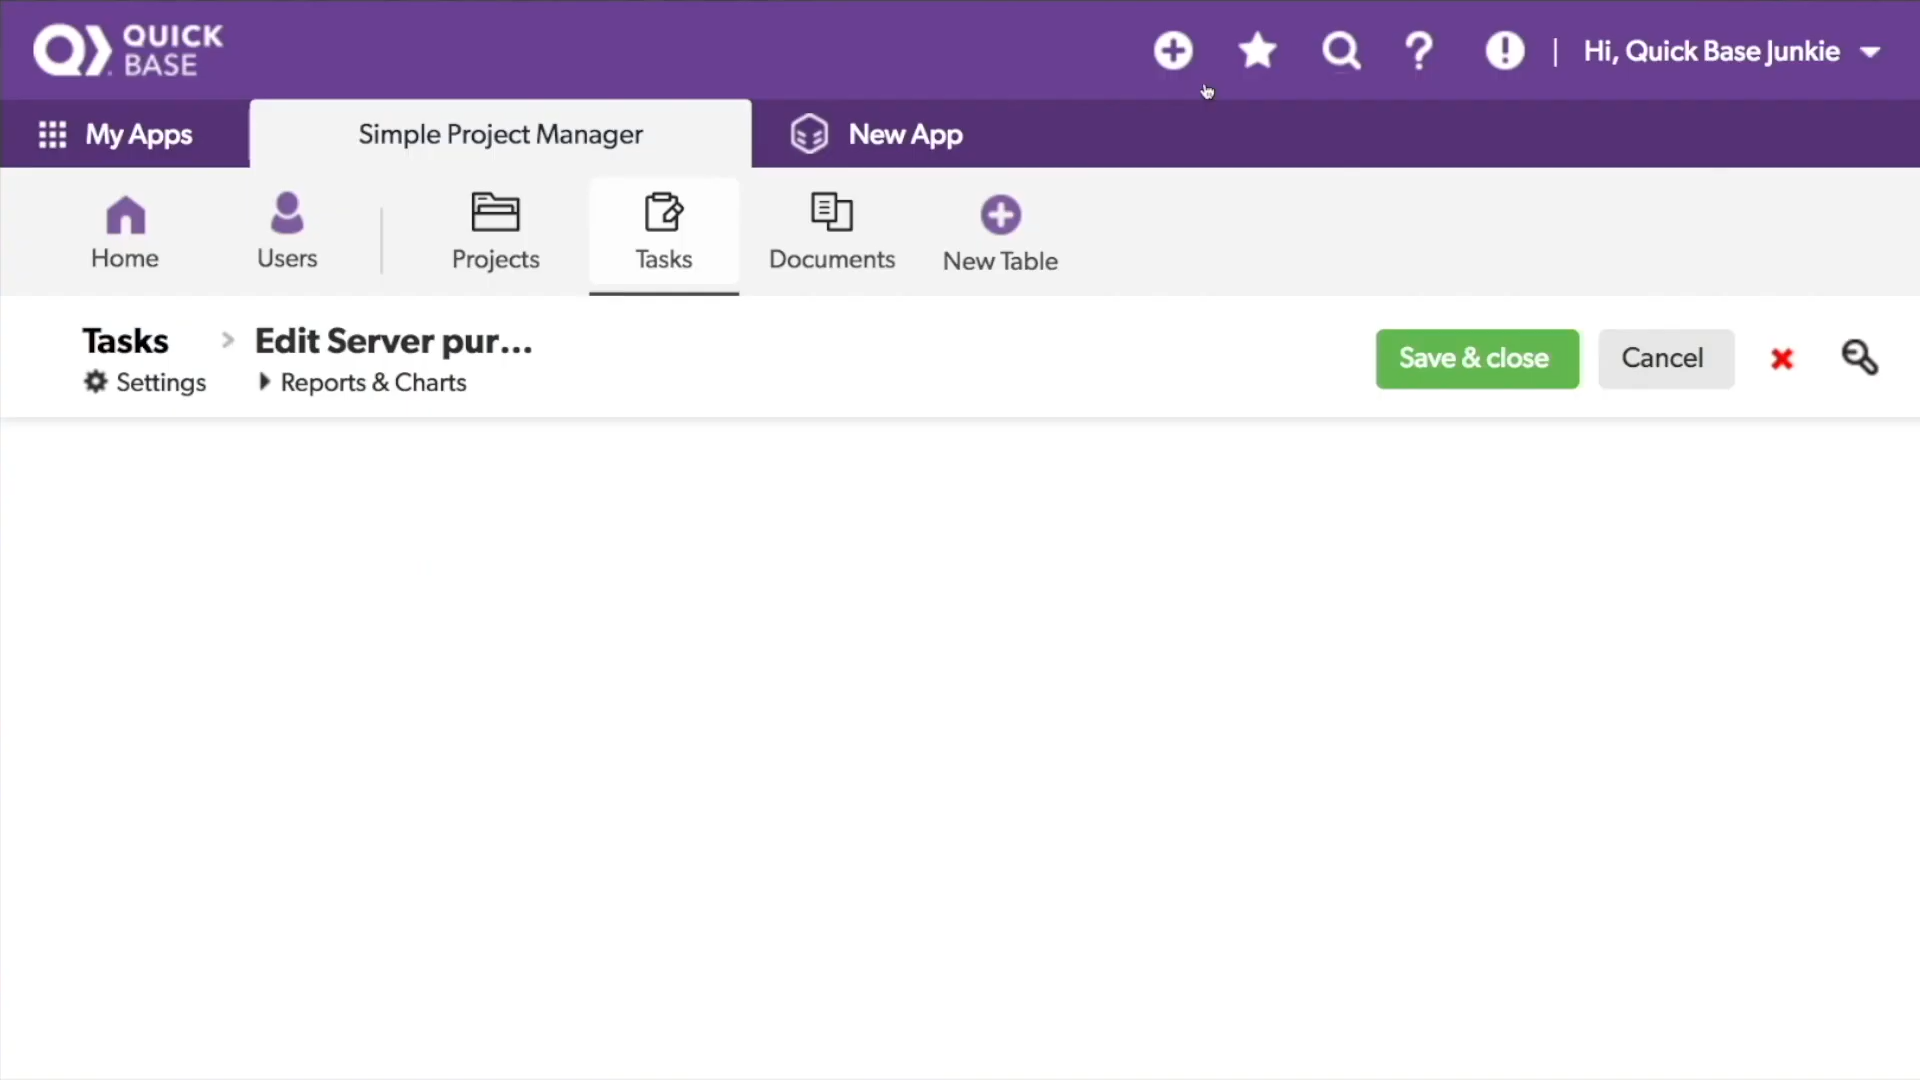 QUICK
BASE
Hi, Quick Base Junkie
My Apps
Simple Project Manager
New App
Home
Users
Projects
Tasks
Documents
New Table
Tasks
Edit Server pur...
Settings
Reports & Charts
Save & close
Cancel